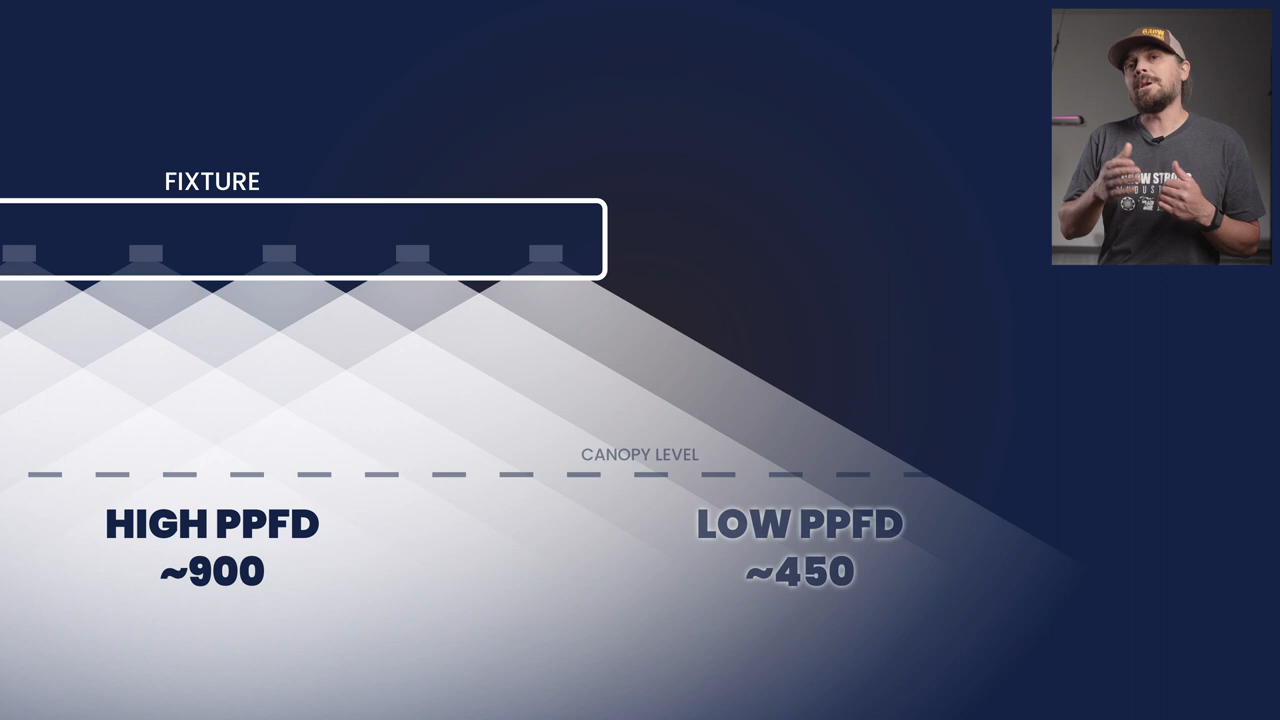 FIXTURE
CANOPY LEVEL
HIGH PPFD
~900
LOW PPFD
~450